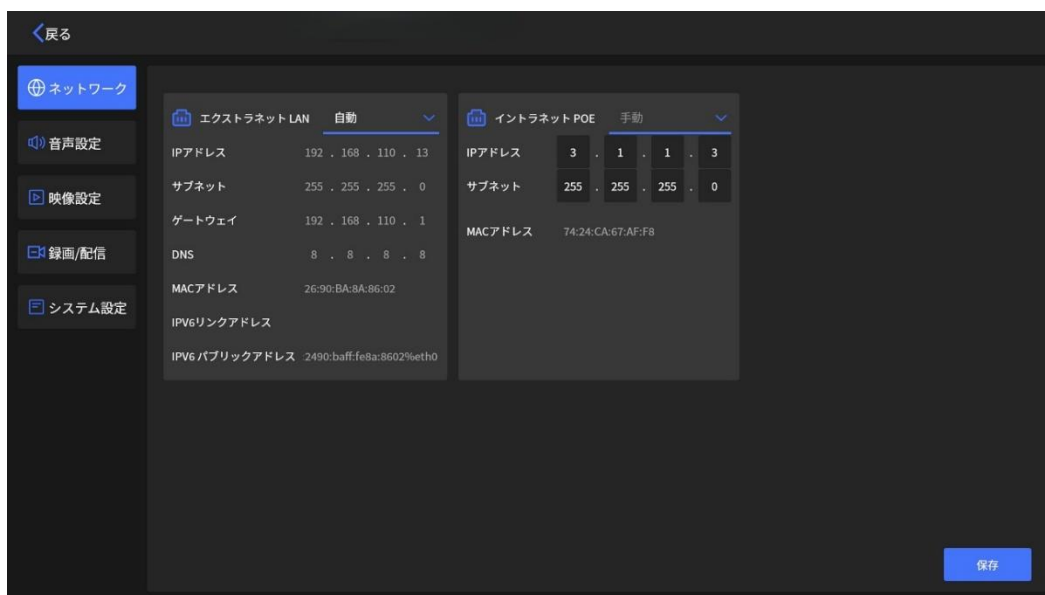 戻る
ネットワーク
音声設定
映像設定
録画/配信
システム設定
エクストラネット LAN 自動
IPアドレス 192 . 168 . 110 . 13
サブネット 255 . 255 . 255 . 0
ゲートウェイ 192 . 168 . 110 . 1
DNS 8 . 8 . 8 . 8
MACアドレス 26:90:BA:8A:86:02
IPV6リンクアドレス
IPV6 パブリックアドレス :2490:baff:fe8a:8602%eth0
イントラネット POE 手動
IPアドレス 3 . 1 . 1 . 3
サブネット 255 . 255 . 255 . 0
MACアドレス 74:24:CA:67:AF:F8
保存